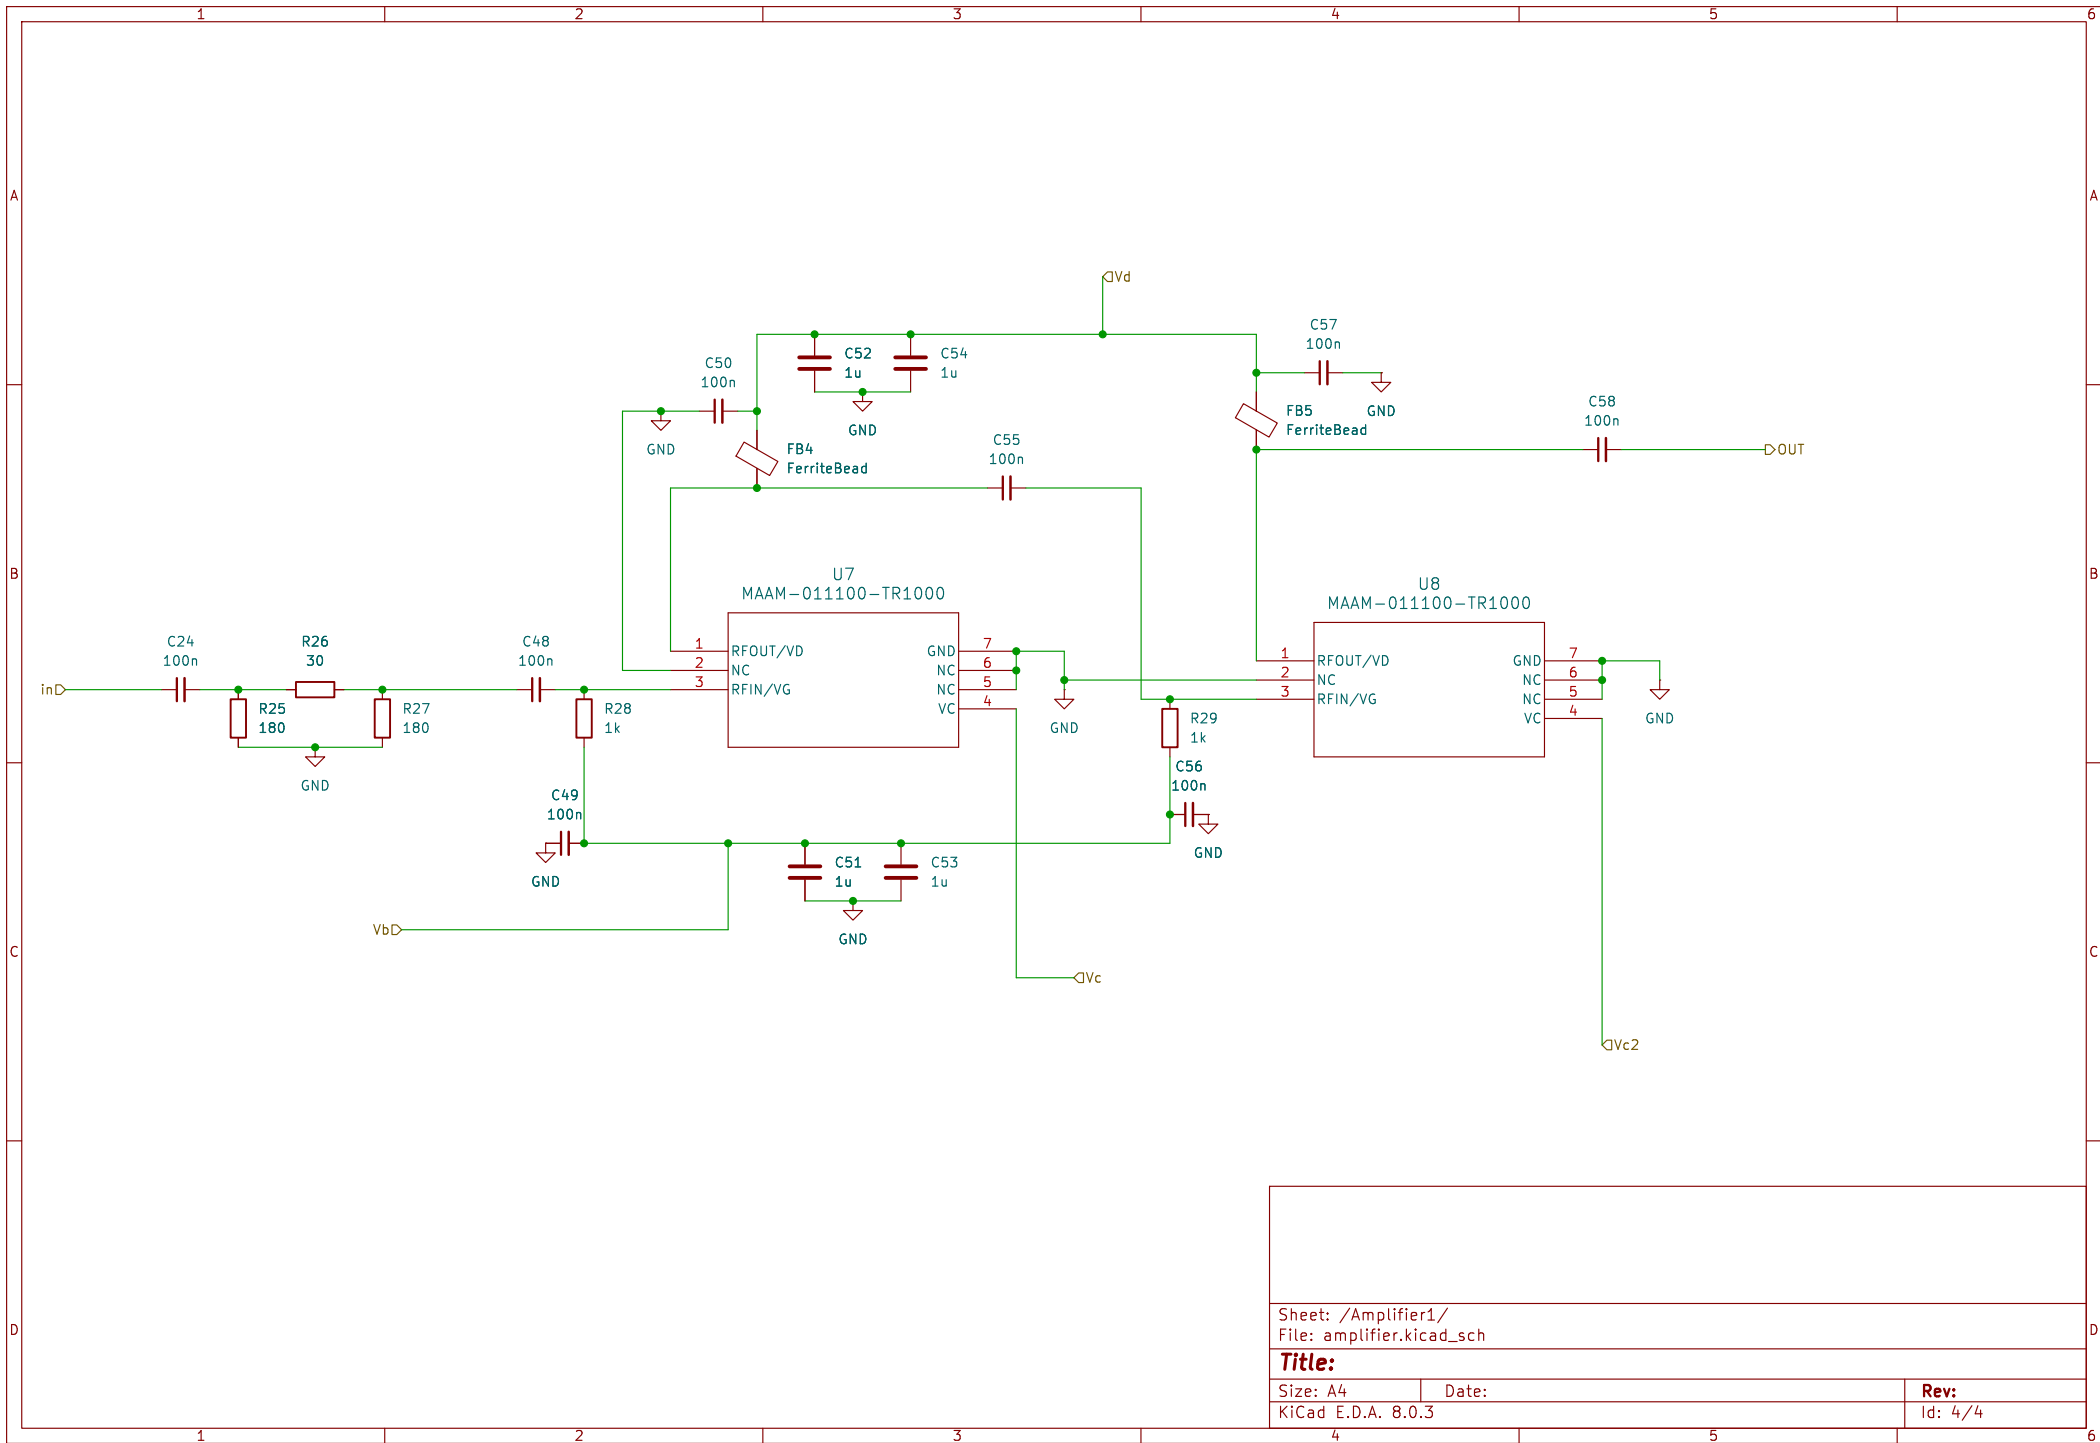 1 2 3 4 5 6
A A
Vd
C57
100n
C52
1u
C54
1u
C50
100n
GND
GND
GND
C58
100n
FB5
FerriteBead
OUT
C55
100n
FB4
FerriteBead
B B
U7
MAAM-011100-TR1000
U8
MAAM-011100-TR1000
C24
100n
R26
30
C48
100n
in
R25
180
R27
180
GND
R28
1k
1 RFOUT/VD
2 NC
3 RFIN/VG
GND 7
NC 6
NC 5
VC 4
GND
1 RFOUT/VD
2 NC
3 RFIN/VG
GND 7
NC 6
NC 5
VC 4
GND
R29
1k
C56
100n
GND
C49
100n
GND
C51
1u
C53
1u
GND
Vb
C C
Vc
Vc2
Sheet: /Amplifier1/
File: amplifier.kicad_sch
D D
Title:
Size: A4 Date: Rev:
KiCad E.D.A. 8.0.3 Id: 4/4
1 2 3 4 5 6